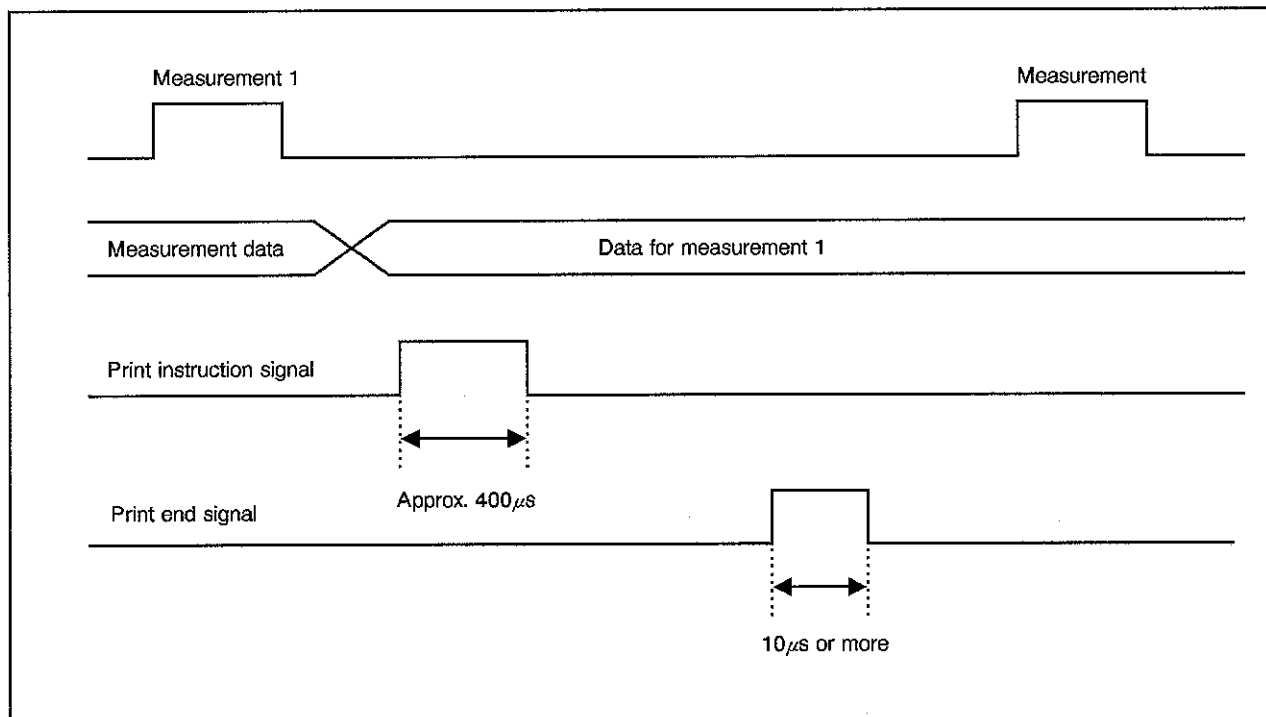 Measurement 1
Measurement
Measurement data
Data for measurement 1
Print instruction signal
Approx. 400μs
Print end signal
10μs or more